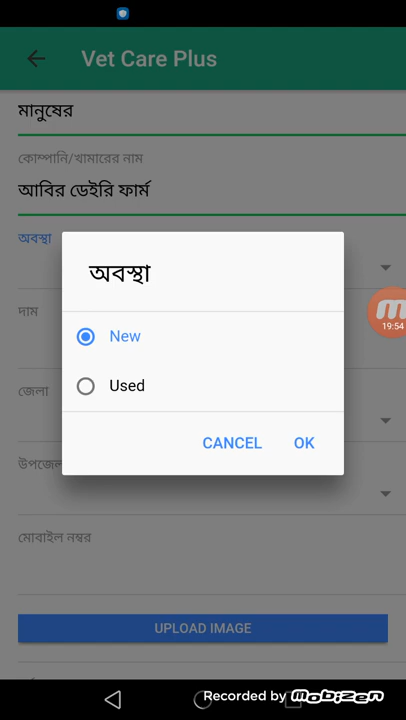 Vet Care Plus
মানুষের
কোম্পানি/খামারের নাম
আবির ডেইরি ফার্ম
অবস্থা
অবস্থা
New
Used
CANCEL
OK
দাম
19:54
জেলা
উপজেল
মোবাইল নম্বর
UPLOAD IMAGE
Recorded by mobizen